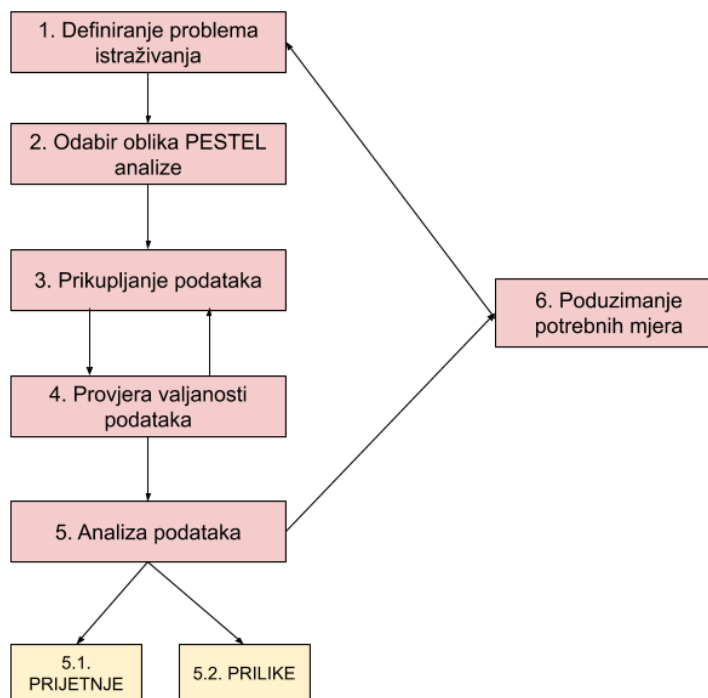 1. Definiranje problema
istraživanja
2. Odabir oblika PESTEL
analize
3. Prikupljanje podataka
4. Provjera valjanosti
podataka
5. Analiza podataka
5.1.
PRIJETNJE
5.2. PRILIKE
6. Poduzimanje
potrebnih mjera